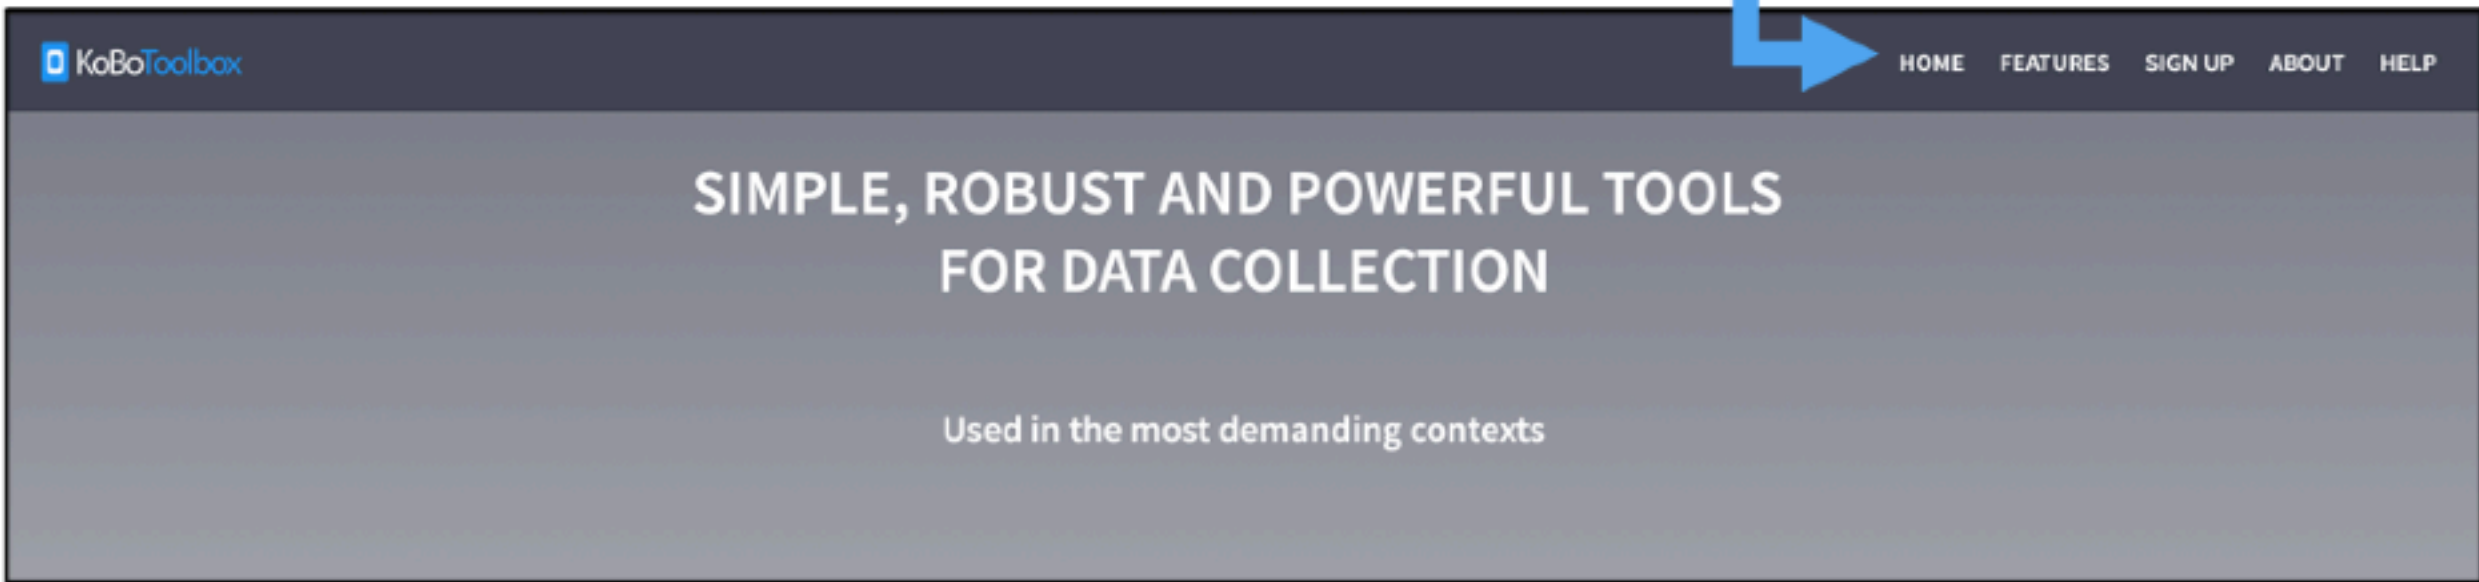 KoBoToolbox
HOME FEATURES SIGN UP ABOUT HELP
SIMPLE, ROBUST AND POWERFUL TOOLS
FOR DATA COLLECTION
Used in the most demanding contexts